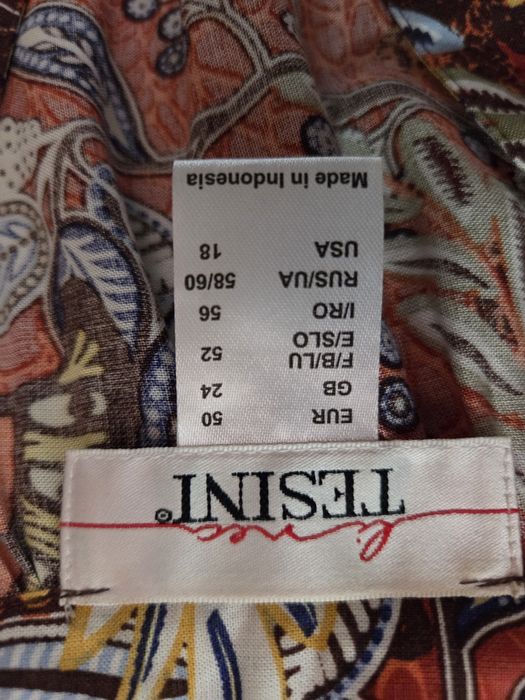 linea
TESINI®
EUR 50
GB 24
F/B/LU
E/SLO 52
I/RO 56
RUS/UA 58/60
USA 18
Made in Indonesia